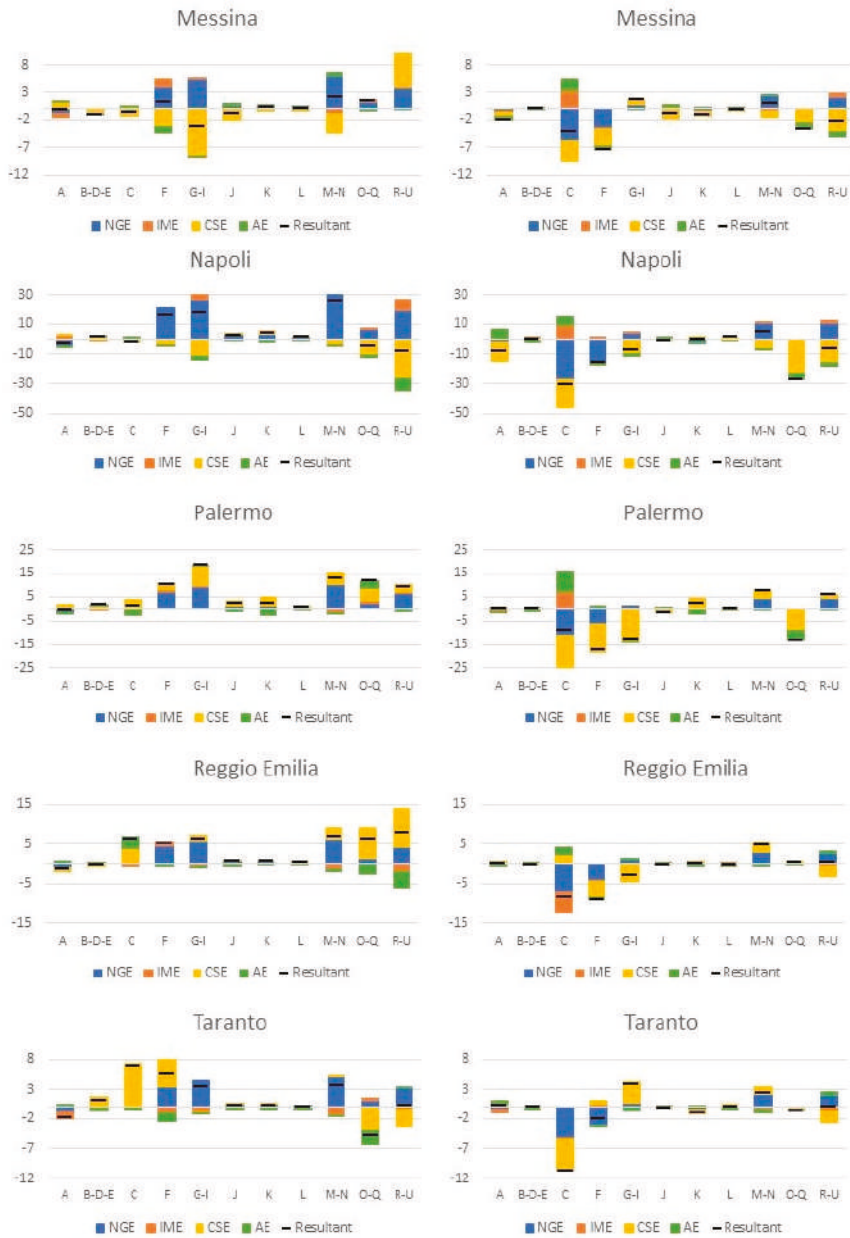 Messina Messina
8 8
3 3
-2 -2
-7 -7
-12 -12
A B-D-E C F G-I J K L M-N O-Q R-U A B-D-E C F G-I J K L M-N O-Q R-U
NGE IME CSE AE Resultant NGE IME CSE AE Resultant
Napoli Napoli
30 30
10 10
-10 -10
-30 -30
-50 -50
A B-D-E C F G-I J K L M-N O-Q R-U A B-D-E C F G-I J K L M-N O-Q R-U
NGE IME CSE AE Resultant NGE IME CSE AE Resultant
Palermo Palermo
25 25
15 15
5 5
-5 -5
-15 -15
-25 -25
A B-D-E C F G-I J K L M-N O-Q R-U A B-D-E C F G-I J K L M-N O-Q R-U
NGE IME CSE AE Resultant NGE IME CSE AE Resultant
Reggio Emilia Reggio Emilia
15 15
5 5
-5 -5
-15 -15
A B-D-E C F G-I J K L M-N O-Q R-U A B-D-E C F G-I J K L M-N O-Q R-U
NGE IME CSE AE Resultant NGE IME CSE AE Resultant
Taranto Taranto
8 8
3 3
-2 -2
-7 -7
-12 -12
A B-D-E C F G-I J K L M-N O-Q R-U A B-D-E C F G-I J K L M-N O-Q R-U
NGE IME CSE AE Resultant NGE IME CSE AE Resultant